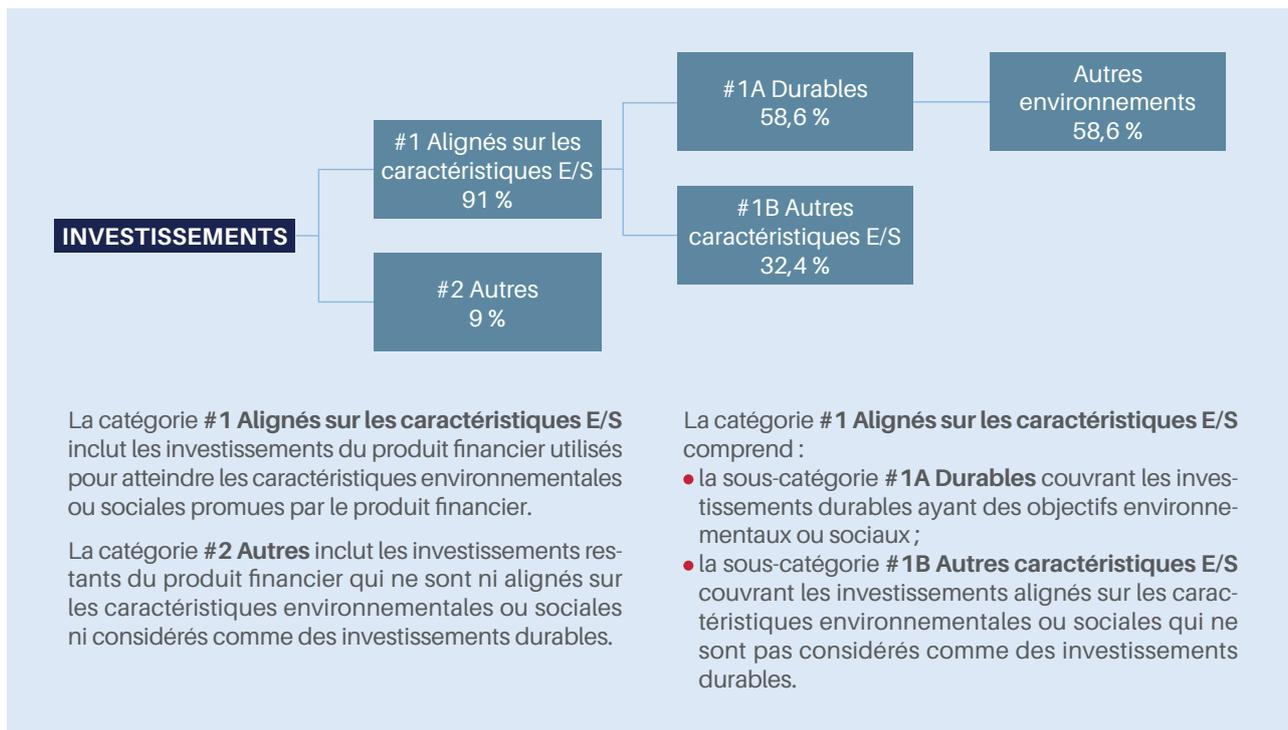 #1A Durables
58,6 %
Autres
environnements
58,6 %
#1 Alignés sur les
caractéristiques E/S
91 %
#1B Autres
caractéristiques E/S
32,4 %
INVESTISSEMENTS
#2 Autres
9 %
La catégorie #1 Alignés sur les caractéristiques E/S
inclut les investissements du produit financier utilisés
pour atteindre les caractéristiques environnementales
ou sociales promues par le produit financier.
La catégorie #2 Autres inclut les investissements res-
tants du produit financier qui ne sont ni alignés sur
les caractéristiques environnementales ou sociales
ni considérés comme des investissements durables.
La catégorie #1 Alignés sur les caractéristiques E/S
comprend :
• la sous-catégorie #1A Durables couvrant les inves-
tissements durables ayant des objectifs environne-
mentaux ou sociaux ;
• la sous-catégorie #1B Autres caractéristiques E/S
couvrant les investissements alignés sur les carac-
téristiques environnementales ou sociales qui ne
sont pas considérés comme des investissements
durables.